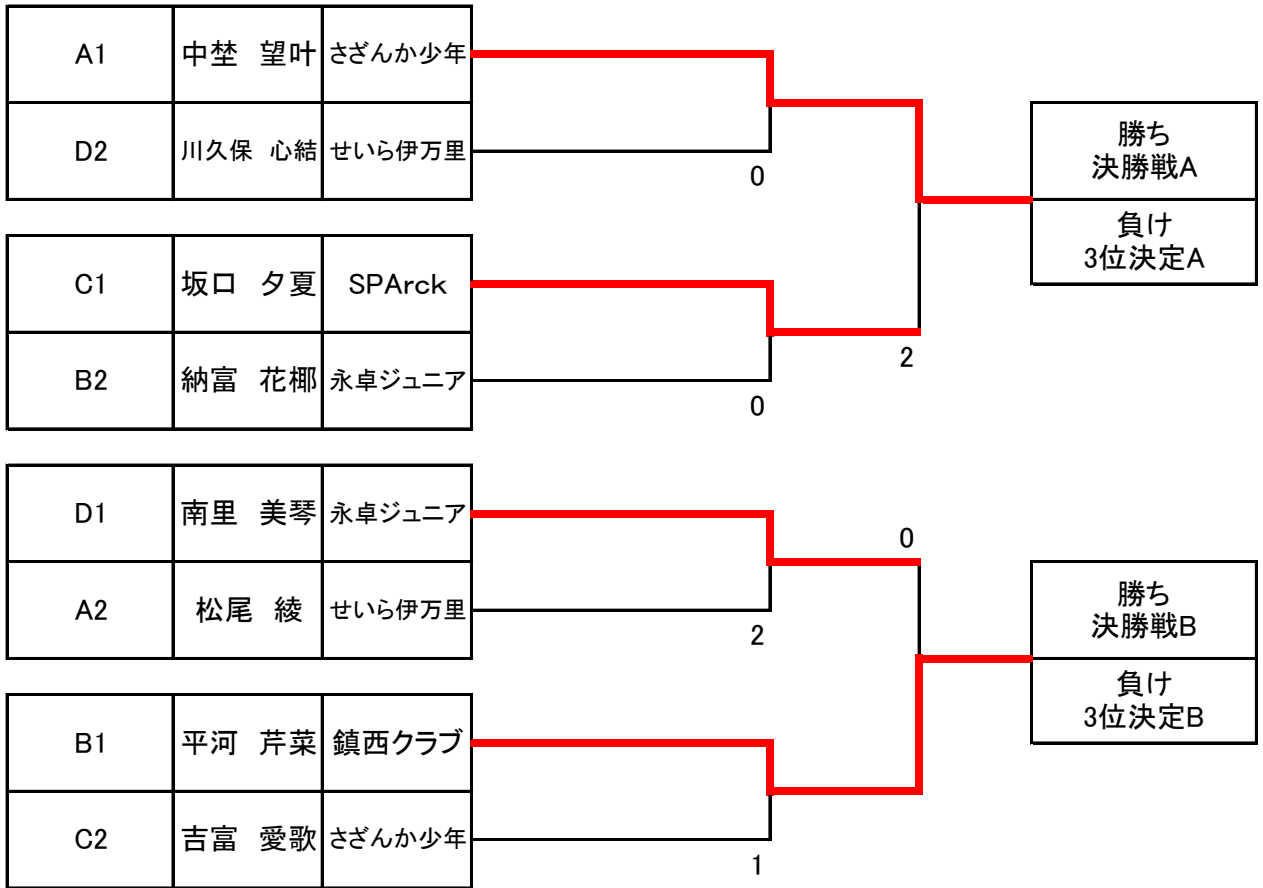 A1 中埜 望叶 さざんか少年
D2 川久保 心結 せいら伊万里
0
C1 坂口 夕夏 SPArck
B2 納富 花梛 永卓ジュニア
0
2
勝ち
決勝戦A
負け
3位決定A
D1 南里 美琴 永卓ジュニア
A2 松尾 綾 せいら伊万里
2
0
B1 平河 芹菜 鎮西クラブ
C2 吉富 愛歌 さざんか少年
1
勝ち
決勝戦B
負け
3位決定B